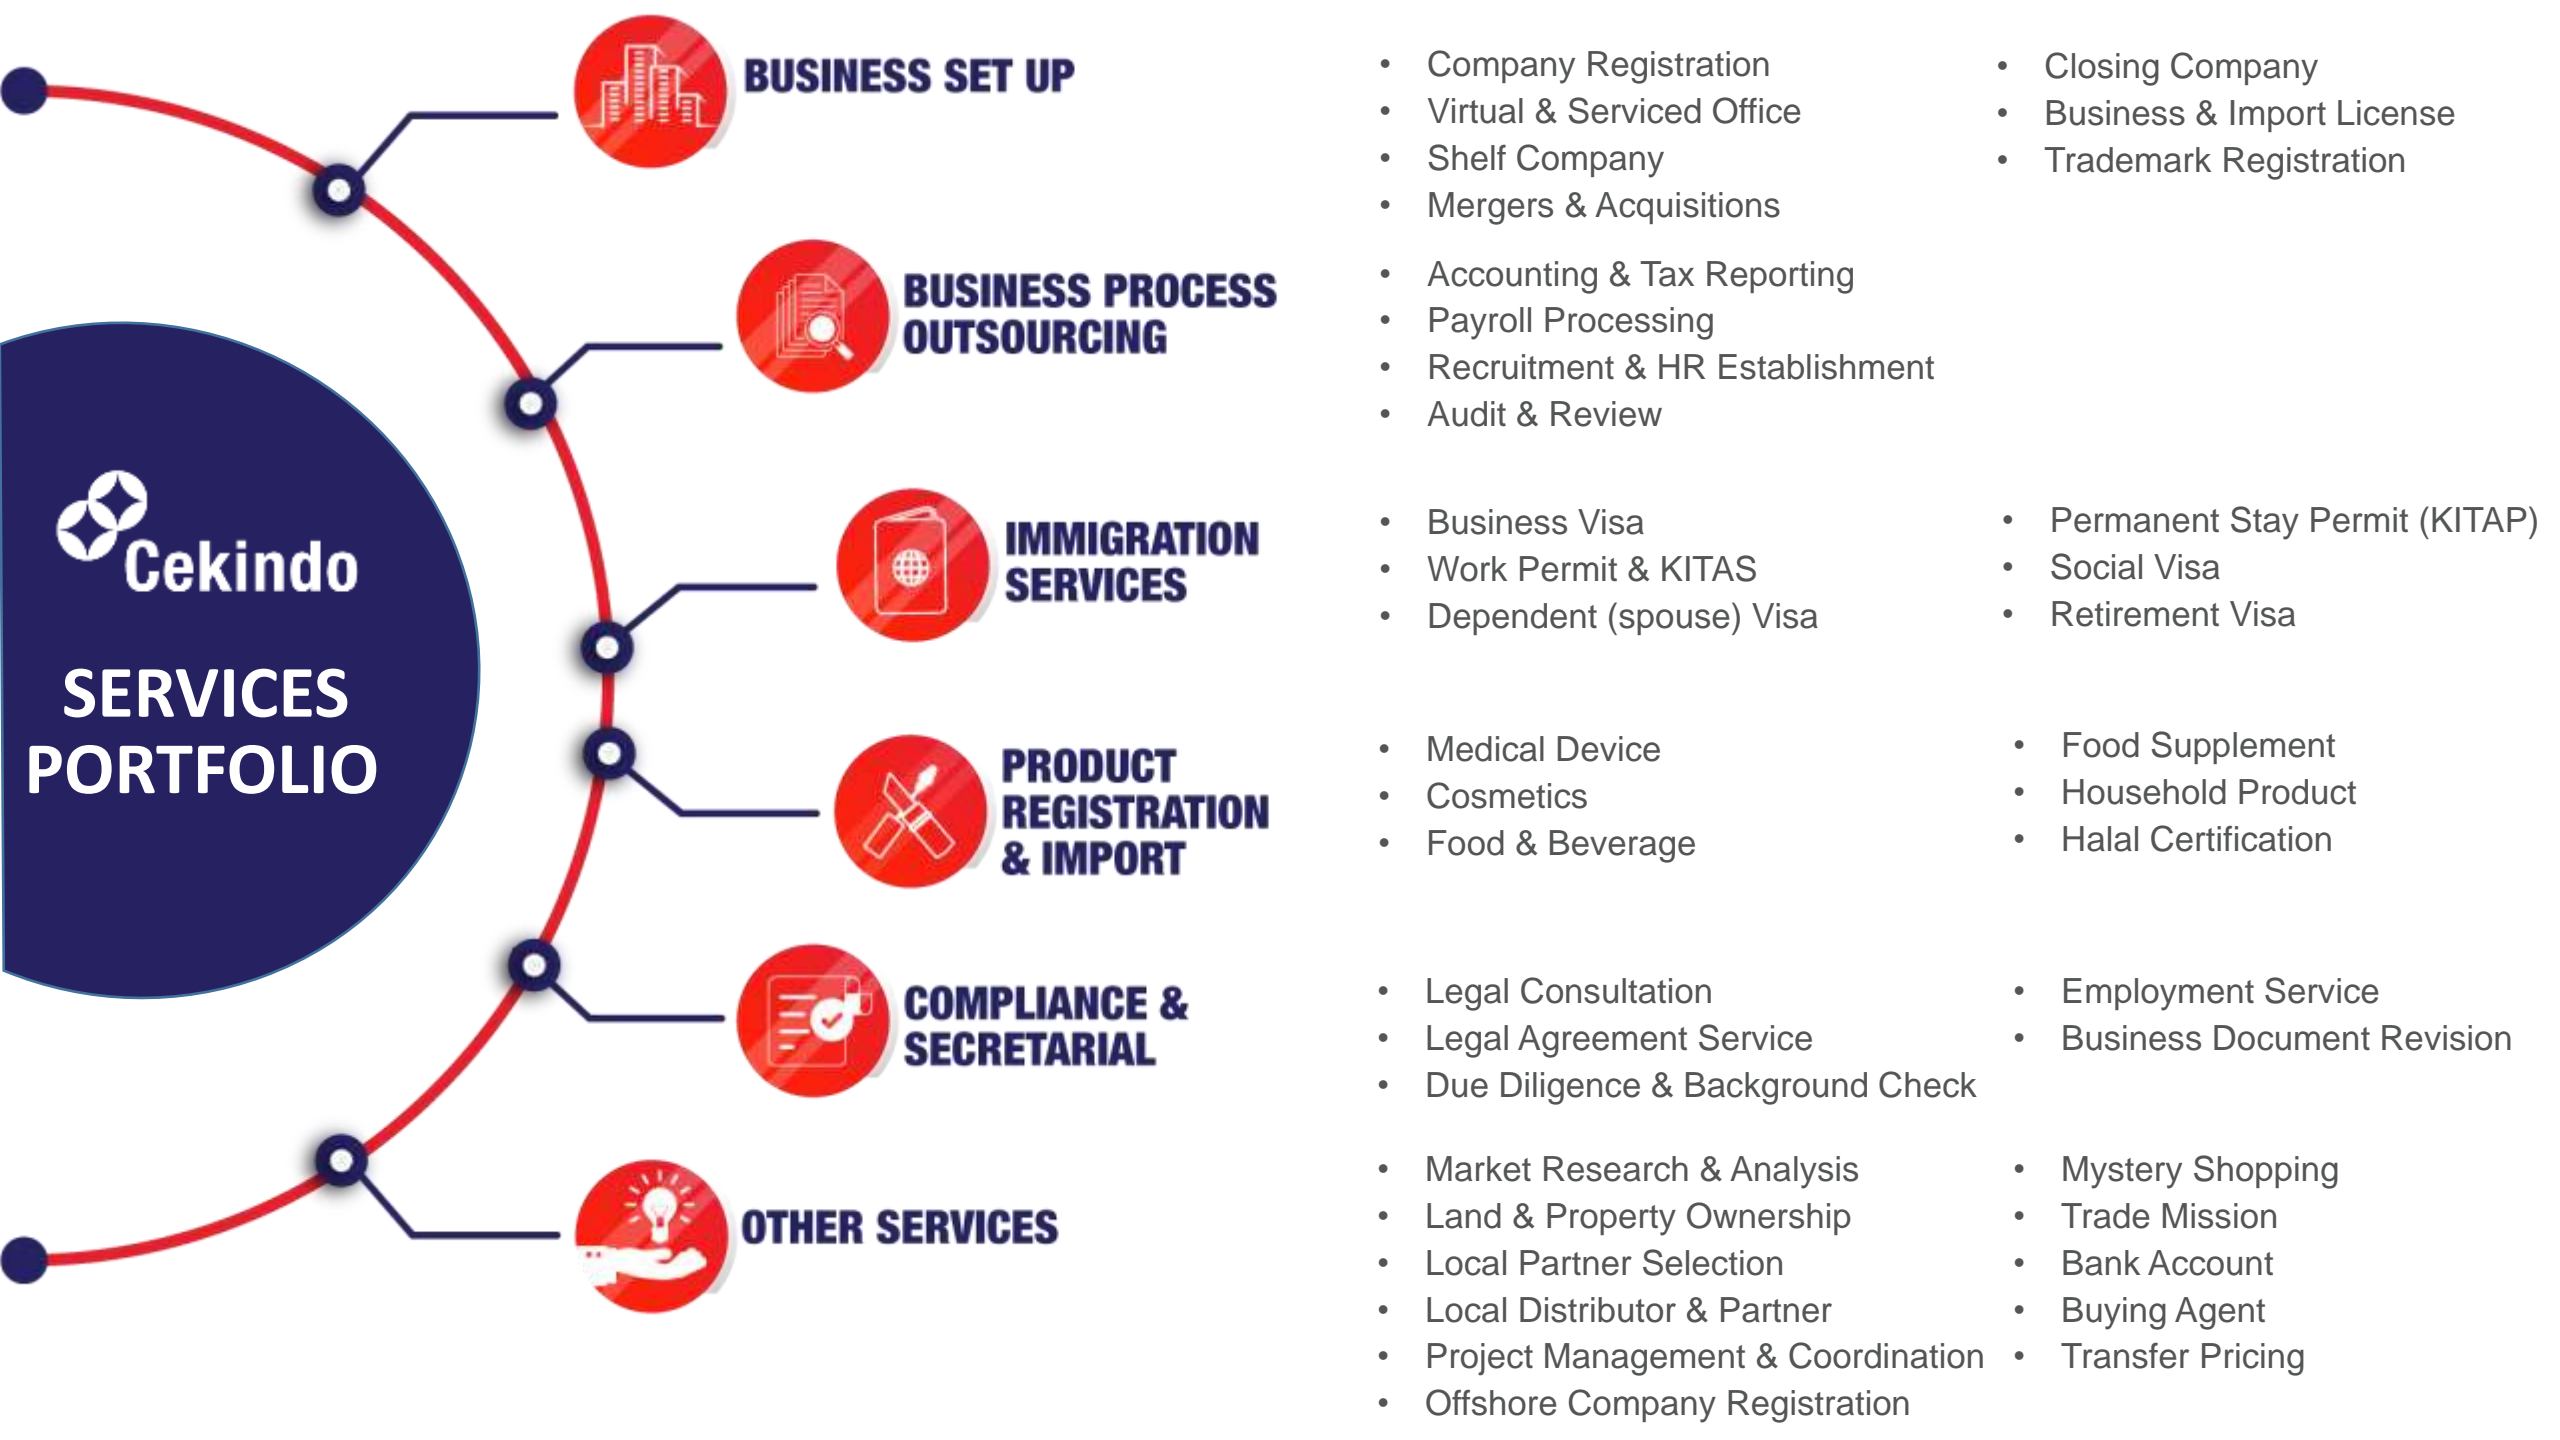 Cekindo
SERVICES
PORTFOLIO
BUSINESS SET UP
• Company Registration
• Virtual & Serviced Office
• Shelf Company
• Mergers & Acquisitions
• Closing Company
• Business & Import License
• Trademark Registration
BUSINESS PROCESS
OUTSOURCING
• Accounting & Tax Reporting
• Payroll Processing
• Recruitment & HR Establishment
• Audit & Review
IMMIGRATION
SERVICES
• Business Visa
• Work Permit & KITAS
• Dependent (spouse) Visa
• Permanent Stay Permit (KITAP)
• Social Visa
• Retirement Visa
PRODUCT
REGISTRATION
& IMPORT
• Medical Device
• Cosmetics
• Food & Beverage
• Food Supplement
• Household Product
• Halal Certification
COMPLIANCE &
SECRETARIAL
• Legal Consultation
• Legal Agreement Service
• Due Diligence & Background Check
• Employment Service
• Business Document Revision
OTHER SERVICES
• Market Research & Analysis
• Land & Property Ownership
• Local Partner Selection
• Local Distributor & Partner
• Project Management & Coordination
• Offshore Company Registration
• Mystery Shopping
• Trade Mission
• Bank Account
• Buying Agent
• Transfer Pricing